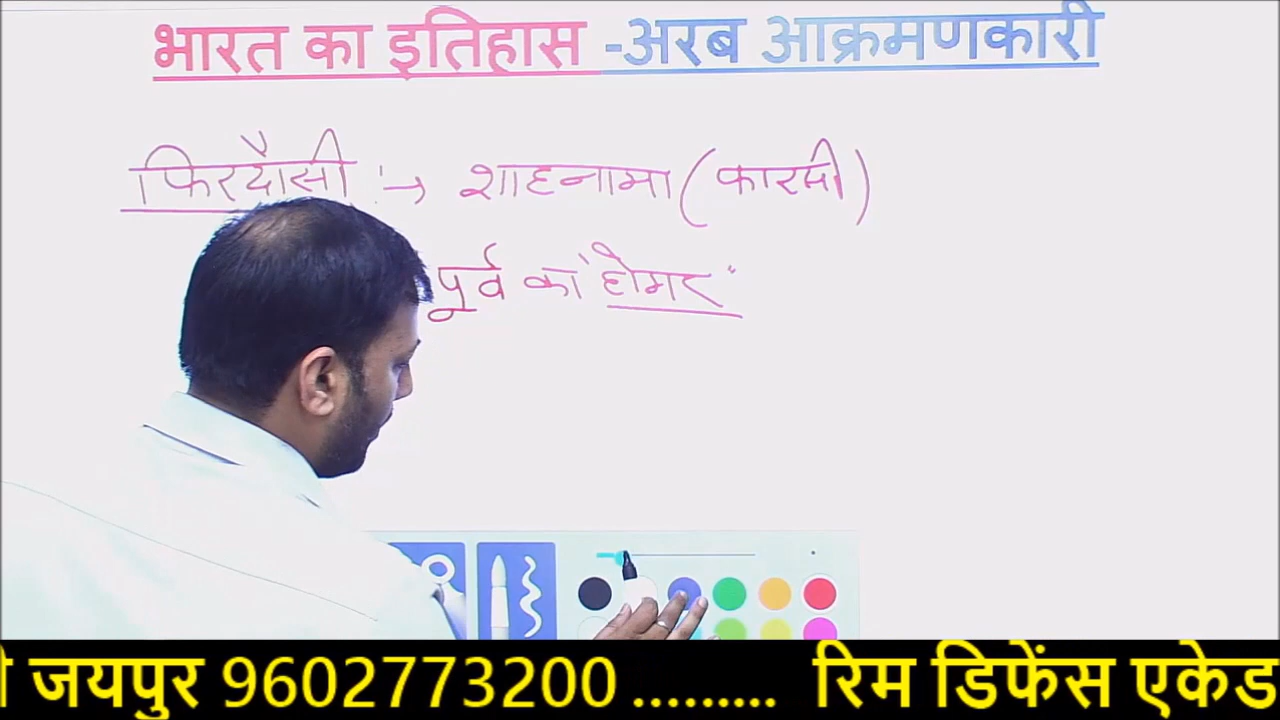 भारत का इतिहास -अरब आक्रमणकारी
फिरदौसी :→ शाहनामा (फारसी)
पूर्व का "होमर"
जयपुर 9602773200 ......... रिम डिफेंस एकेड